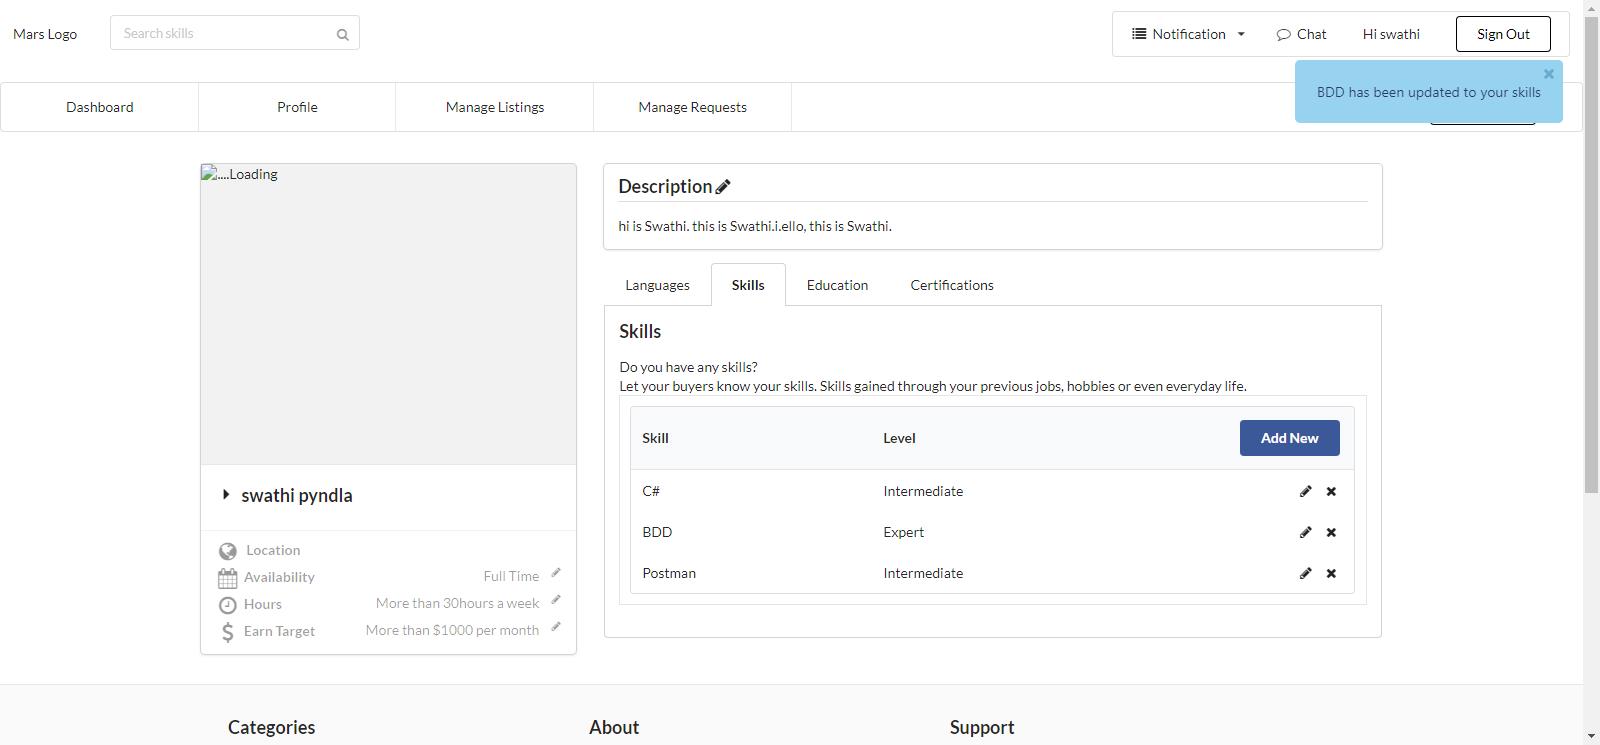 Mars Logo
Search skills
Notification
Chat
Hi swathi
Sign Out
BDD has been updated to your skills
Dashboard
Profile
Manage Listings
Manage Requests
....Loading
swathi pyndla
Location
Availability
Full Time
Hours
More than 30hours a week
Earn Target
More than $1000 per month
Description
hi is Swathi. this is Swathi.i.ello, this is Swathi.
Languages
Skills
Education
Certifications
Skills
Do you have any skills?
Let your buyers know your skills. Skills gained through your previous jobs, hobbies or even everyday life.
Skill Level Add New
C# Intermediate
BDD Expert
Postman Intermediate
Categories
About
Support